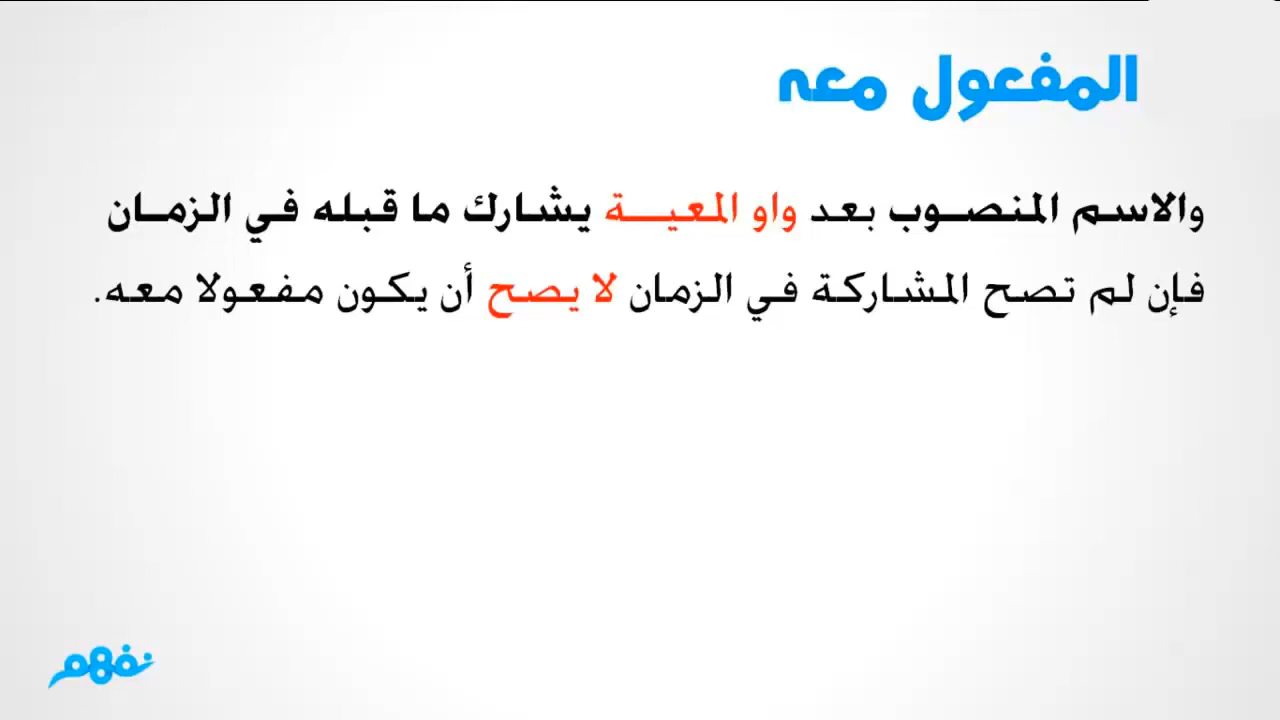 المفعول معه
والاسم المنصوب بعد واو المعية يشارك ما قبله في الزمان
فإن لم تصح المشاركة في الزمان لا يصح أن يكون مفعولا معه.
نفهم